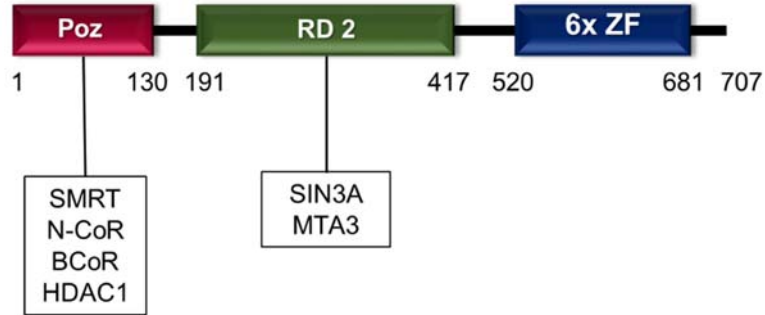 Poz RD 2 6x ZF
1 130 191 417 520 681 707
SMRT
N-CoR
BCoR
HDAC1
SIN3A
MTA3